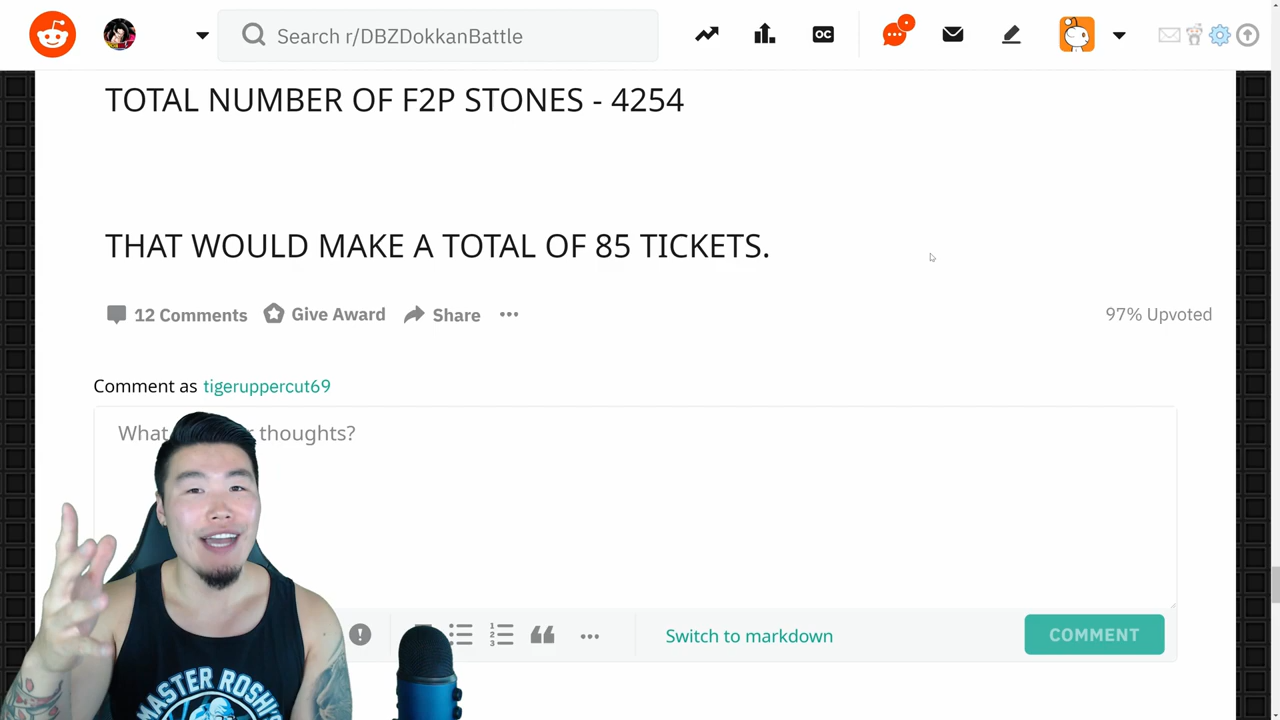 OC
Search r/DBZDokkanBattle
TOTAL NUMBER OF F2P STONES - 4254
THAT WOULD MAKE A TOTAL OF 85 TICKETS.
12 Comments
Give Award
Share
97% Upvoted
Comment as tigeruppercut69
What thoughts?
Switch to markdown
COMMENT
MASTER ROSHI'S